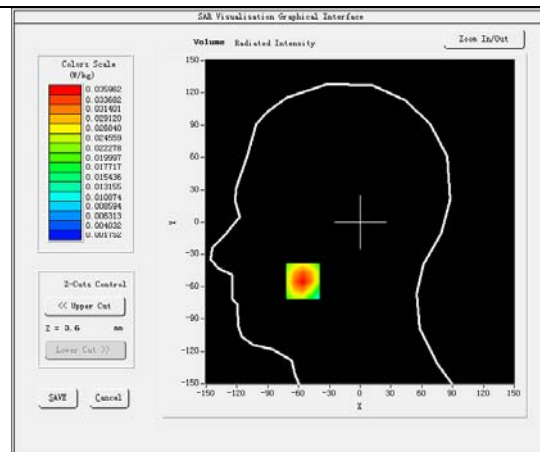 SAR Visualisation Graphical Interface
Volume Radiated Intensity
Zoom In/Out
Colors Scale
(W/kg)
0.035962
0.033682
0.031401
0.029120
0.026840
0.024559
0.022278
0.019997
0.017717
0.015436
0.013155
0.010874
0.008594
0.006313
0.004032
0.001752
Z-Cuts Control
<< Upper Cut
Z = 3.6 mm
Lower Cut >>
SAVE Cancel
150
120
90
60
30
0
-30
-60
-90
-120
-150
Y
-150 -120 -90 -60 -30 0 30 60 90 120 150
X